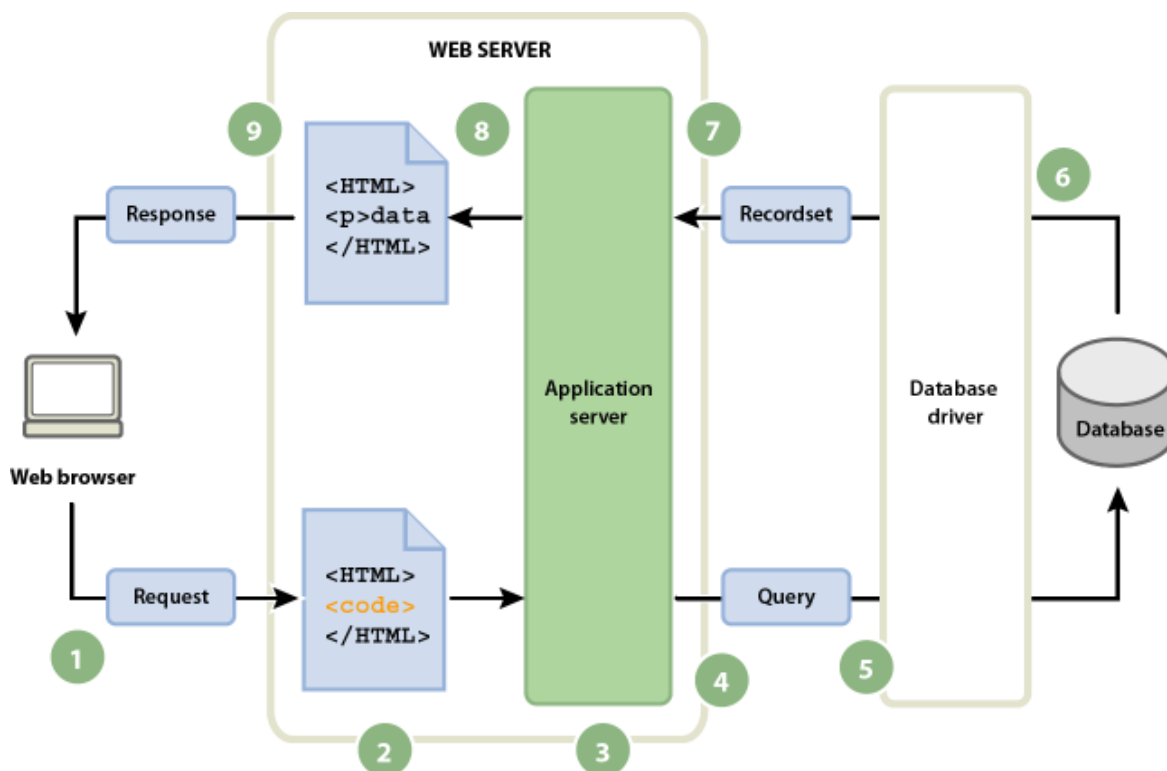 WEB SERVER
9
8
7
6
<HTML>
<p>data
</HTML>
Response
Recordset
Application
server
Database
driver
Database
Web browser
<HTML>
<code>
</HTML>
Request
Query
1
2
3
4
5